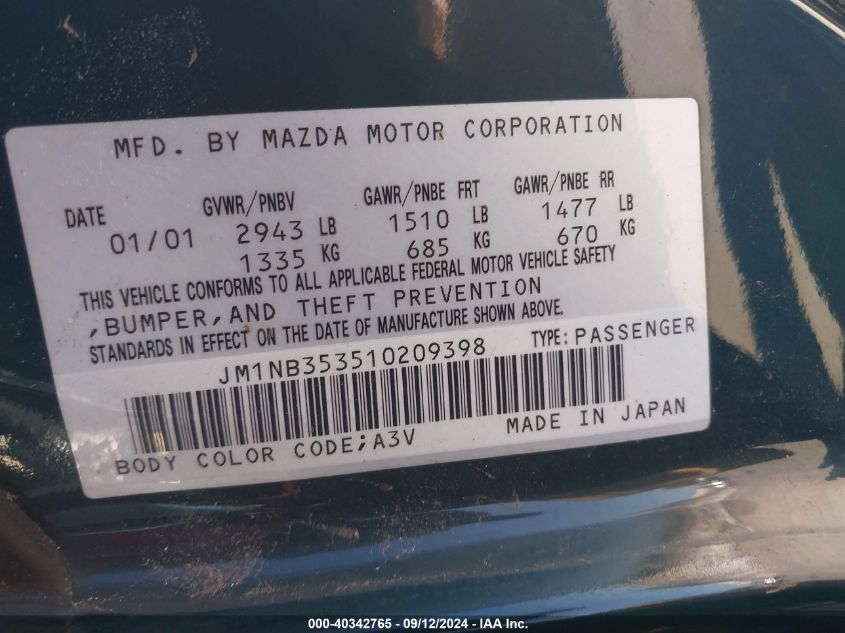 MFD. BY MAZDA MOTOR CORPORATION
DATE GVWR/PNBV GAWR/PNBE FRT GAWR/PNBE RR
01/01 2943 LB 1510 LB 1477 LB
1335 KG 685 KG 670 KG
THIS VEHICLE CONFORMS TO ALL APPLICABLE FEDERAL MOTOR VEHICLE SAFETY
,BUMPER,AND THEFT PREVENTION
STANDARDS IN EFFECT ON THE DATE OF MANUFACTURE SHOWN ABOVE.
JM1NB353510209398 TYPE: PASSENGER
BODY COLOR CODE;A3V MADE IN JAPAN
000-40342765 - 09/12/2024 - IAA Inc.